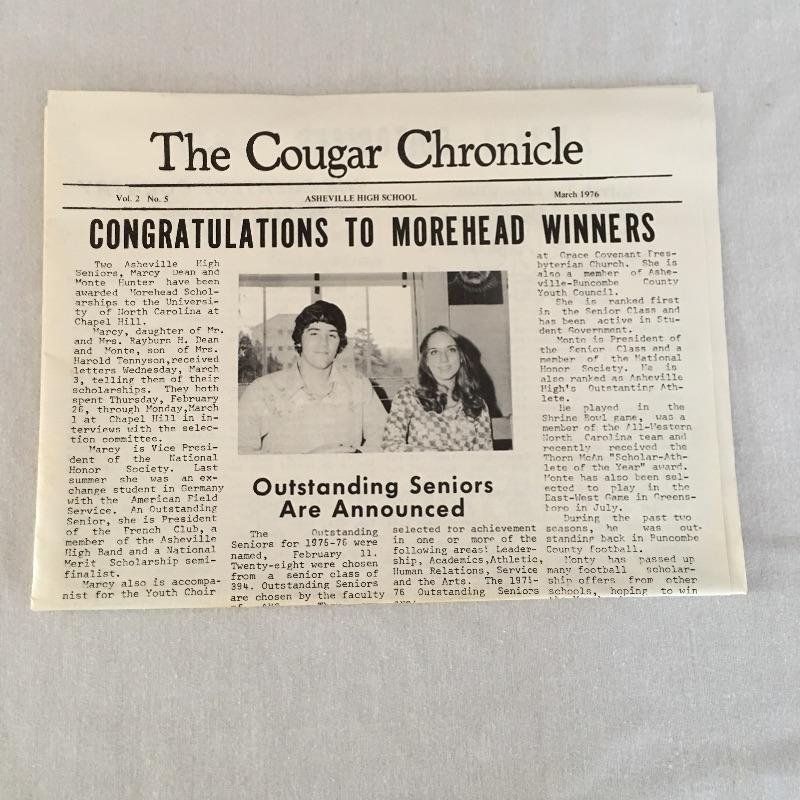 The Cougar Chronicle
Vol. 2 No. 5
ASHEVILLE HIGH SCHOOL
March 1976
CONGRATULATIONS TO MOREHEAD WINNERS
Two Asheville High
Seniors, Marcy Dean and
Monte Hunter have been
awarded Morehead Schol-
arships to the Universi-
ty of North Carolina at
Chapel Hill.
Marcy, daughter of Mr.
and Mrs. Rayburn H. Dean
and Monte, son of Mrs.
Harold Tennyson,received
letters Wednesday, March
3, telling them of their
scholarships. They both
spent Thursday, February
26, through Monday,March
1 at Chapel Hill in in-
terviews with the selec-
tion committee.
Marcy is Vice Presi-
dent of the National
Honor Society. Last
summer she was an ex-
change student in Germany
with the American Field
Service. An Outstanding
Senior, she is President
of the French Club, a
member of the Asheville
High Band and a National
Merit Scholarship semi-
finalist.
Marcy also is accompa-
nist for the Youth Choir
Outstanding Seniors
Are Announced
The Outstanding
Seniors for 1975-76 were
named, February 11.
Twenty-eight were chosen
from a senior class of
394. Outstanding Seniors
are chosen by the faculty
selected for achievement
in one or more of the
following areas: Leader-
ship, Academics,Athletic,
Human Relations, Service
and the Arts. The 1975-
76 Outstanding Seniors
at Grace Covenant Pres-
byterian Church. She is
also a member of Ashe-
ville-Buncombe County
Youth Council.
She is ranked first
in the Senior Class and
has been active in Stu-
dent Government.
Monte is President of
the Senior Class and a
member of the National
Honor Society. He is
also ranked as Asheville
High's Outstanting Ath-
lete.
He played in the
Shrine Bowl game, was a
member of the All-Western
North Carolina team and
recently received the
Thom McAn "Scholar-Ath-
lete of the Year" award.
Monte has also been sel-
ected to play in the
East-West Game in Greens-
boro in July.
During the past two
seasons, he was out-
standing back in Buncombe
County football.
Monty has passed up
many football scholar-
ship offers from other
schools, hoping to win